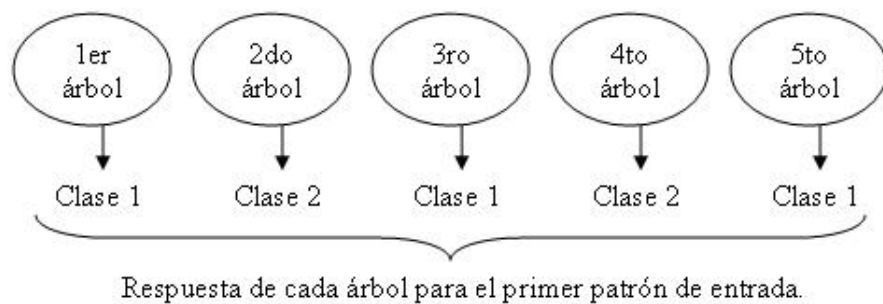 1er árbol
2do árbol
3ro árbol
4to árbol
5to árbol
Clase 1
Clase 2
Clase 1
Clase 2
Clase 1
Respuesta de cada árbol para el primer patrón de entrada.